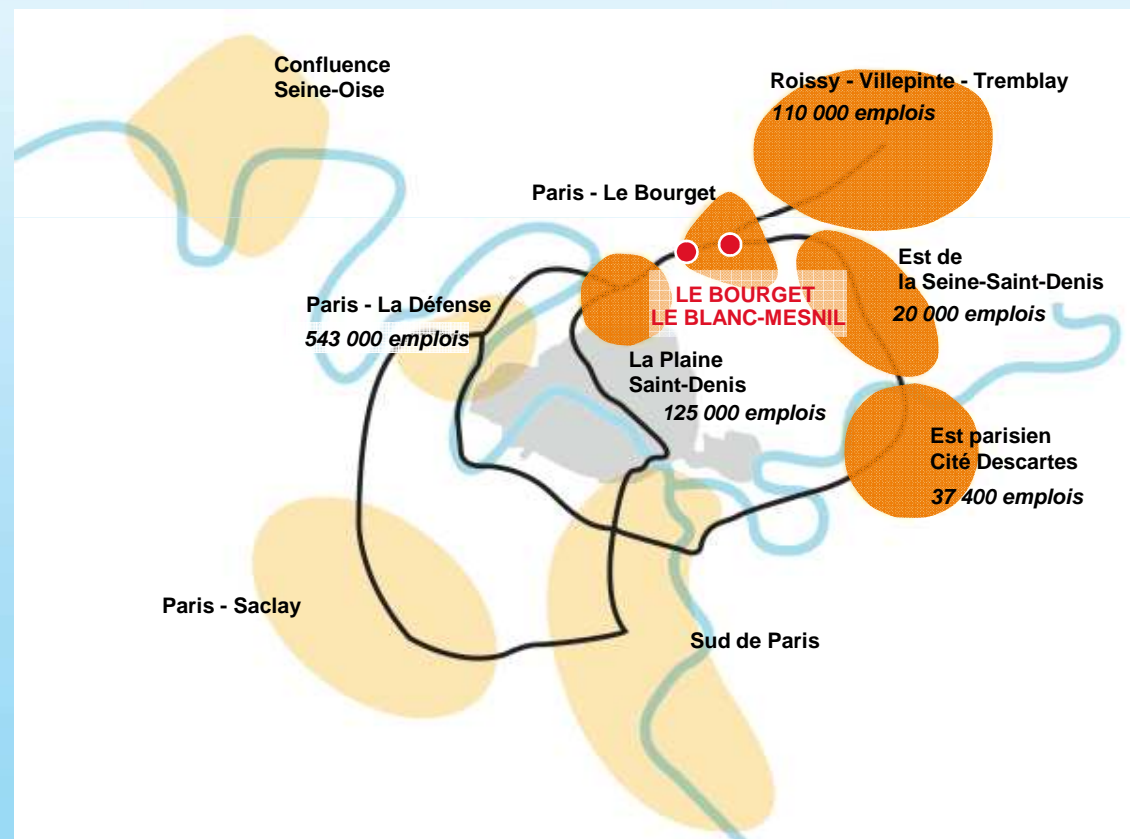 Confluence
Seine-Oise
Roissy - Villepinte - Tremblay
110 000 emplois
Paris - Le Bourget
Est de
la Seine-Saint-Denis
20 000 emplois
LE BOURGET
LE BLANC-MESNIL
Paris - La Défense
543 000 emplois
La Plaine
Saint-Denis
125 000 emplois
Est parisien
Cité Descartes
37 400 emplois
Paris - Saclay
Sud de Paris